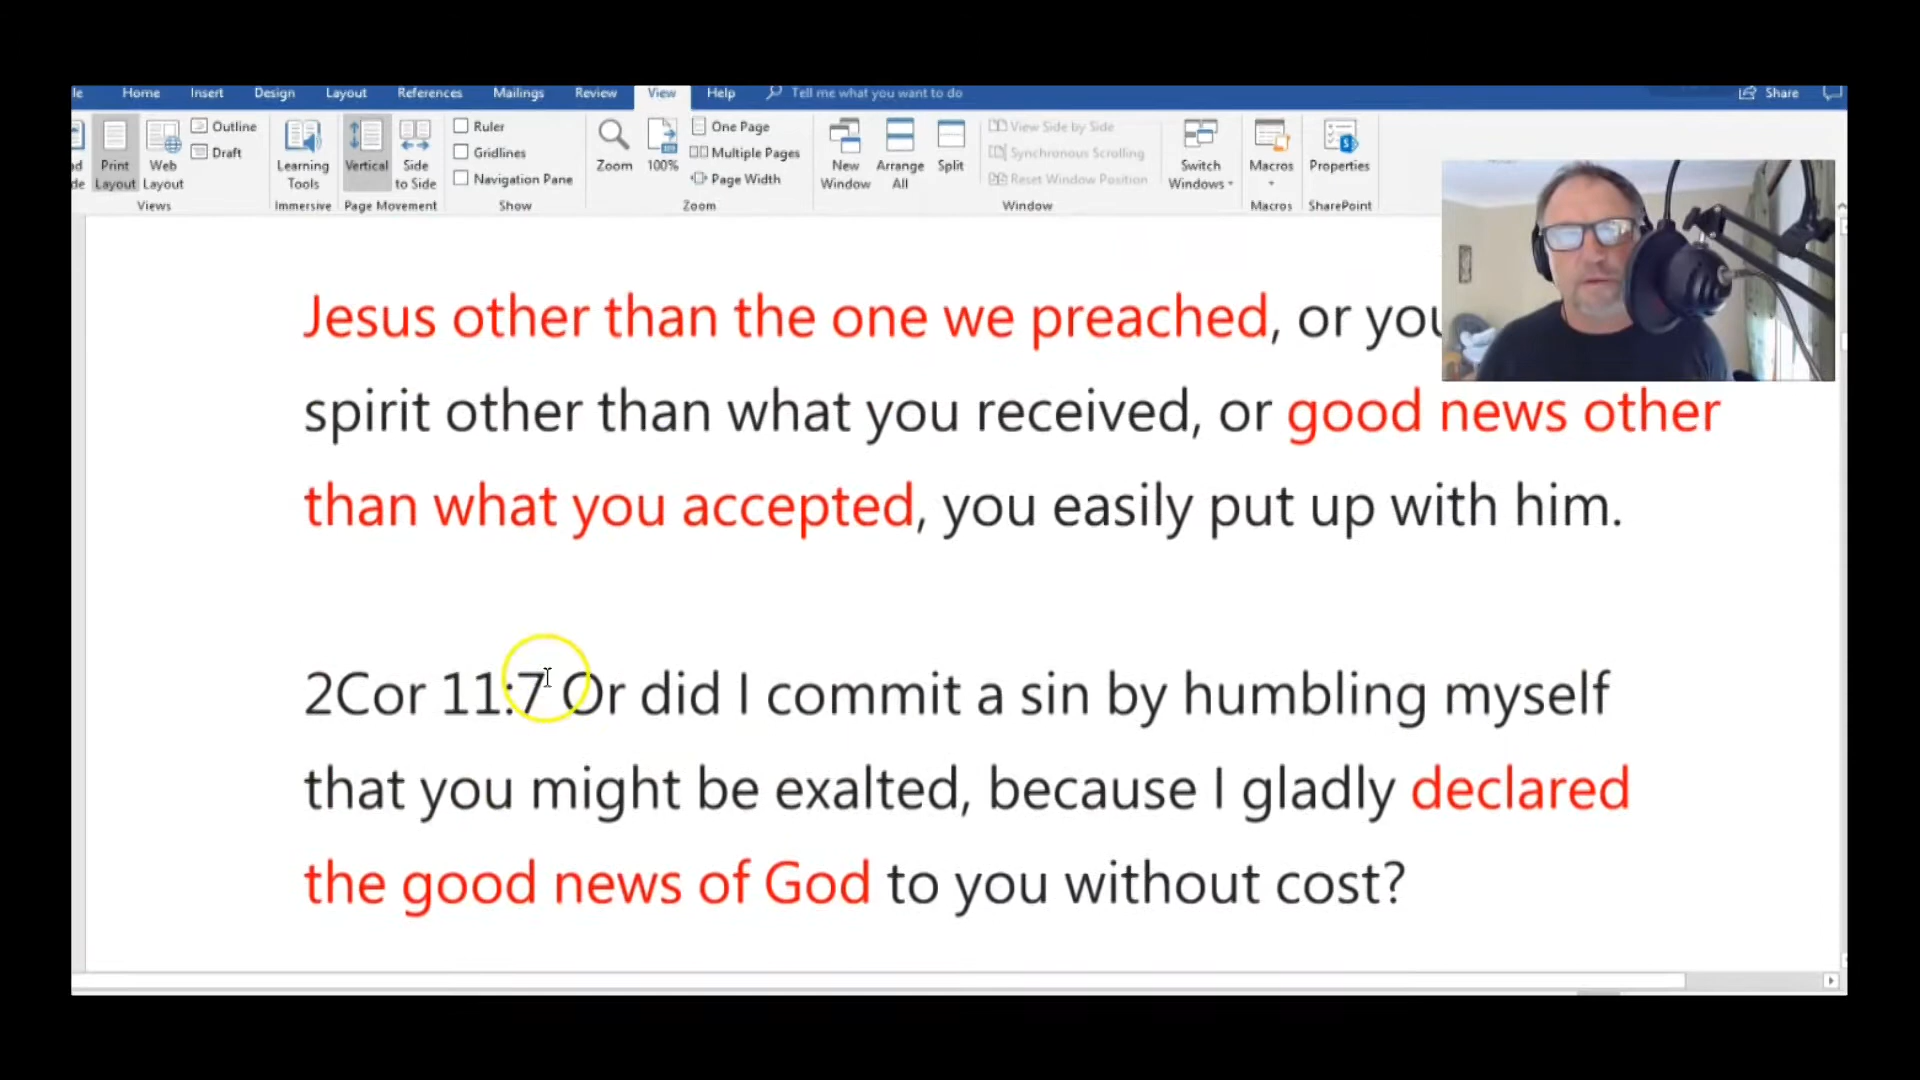 le Home Insert Design Layout References Mailings Review View Help Tell me what you want to do Share
Print Layout
Web Layout
Outline
Draft
Views
Learning Tools
Immersive
Vertical
Side to Side
Page Movement
Ruler
Gridlines
Navigation Pane
Show
Zoom
100%
One Page
Multiple Pages
Page Width
Zoom
New Window
Arrange All
Split
View Side by Side
Synchronous Scrolling
Reset Window Position
Window
Switch Windows
Macros
Macros
Properties
SharePoint
Jesus other than the one we preached, or you
spirit other than what you received, or good news other
than what you accepted, you easily put up with him.
2Cor 11:7 Or did I commit a sin by humbling myself
that you might be exalted, because I gladly declared
the good news of God to you without cost?